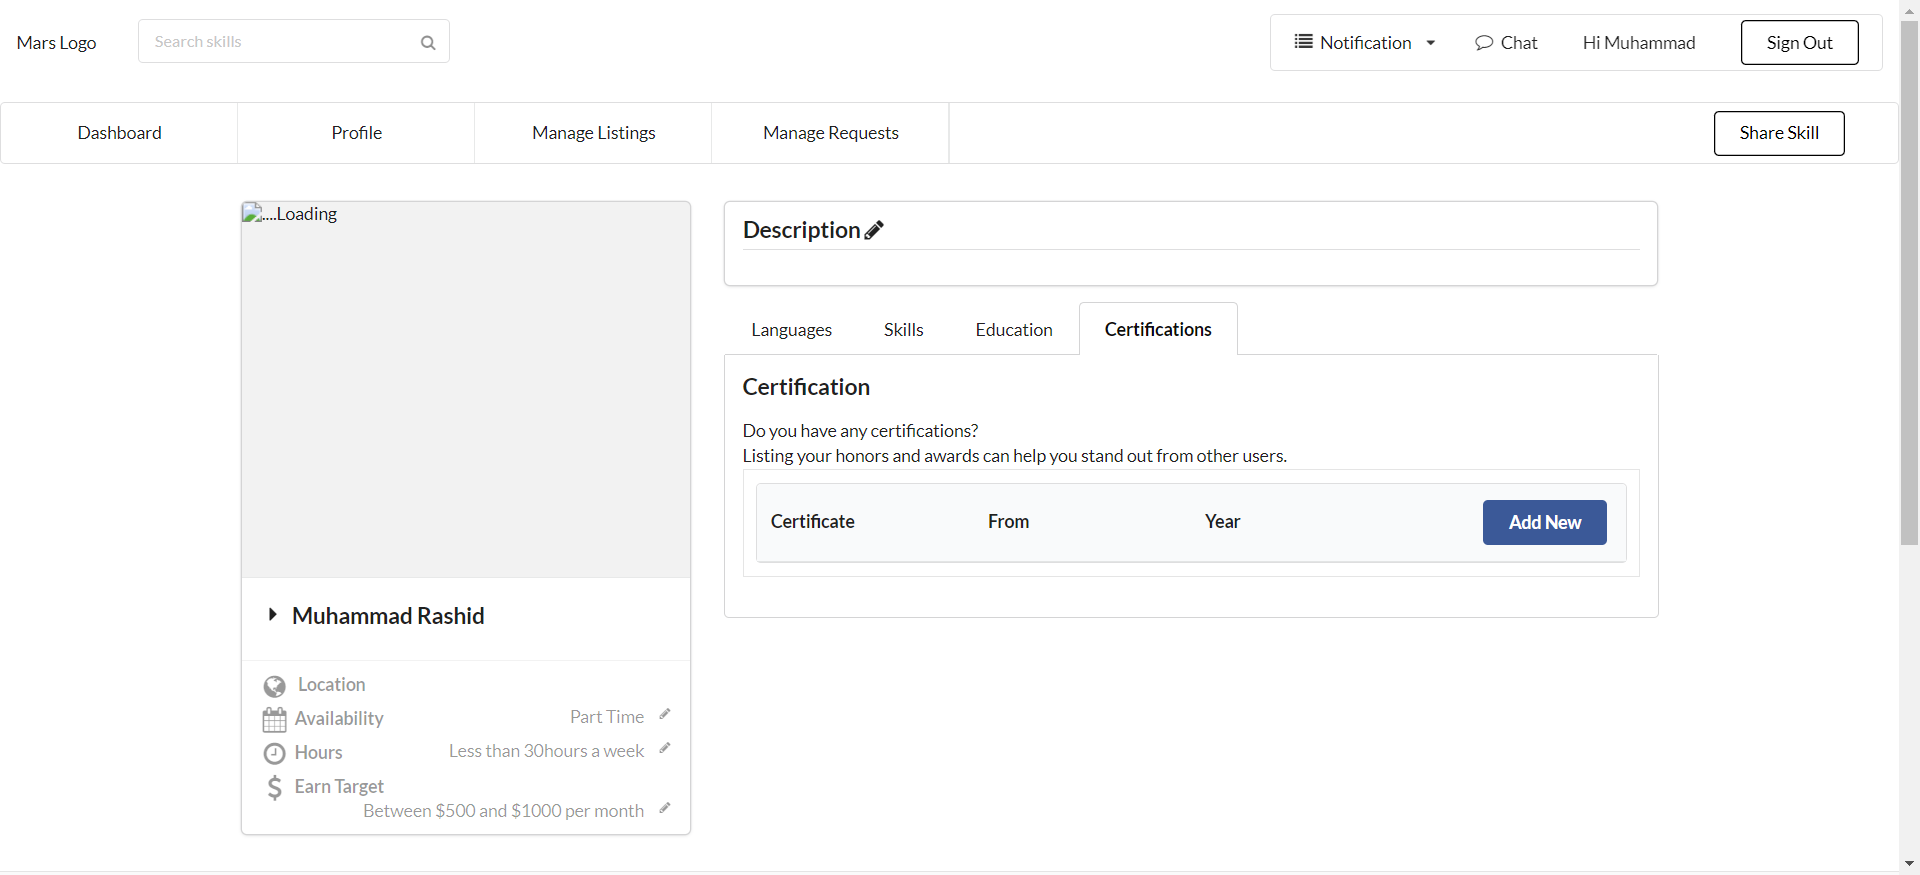 Mars Logo
Search skills
Notification
Chat
Hi Muhammad
Sign Out
Dashboard
Profile
Manage Listings
Manage Requests
Share Skill
....Loading
Muhammad Rashid
Location
Availability
Part Time
Hours
Less than 30hours a week
Earn Target
Between $500 and $1000 per month
Description
Languages
Skills
Education
Certifications
Certification
Do you have any certifications?
Listing your honors and awards can help you stand out from other users.
Certificate
From
Year
Add New